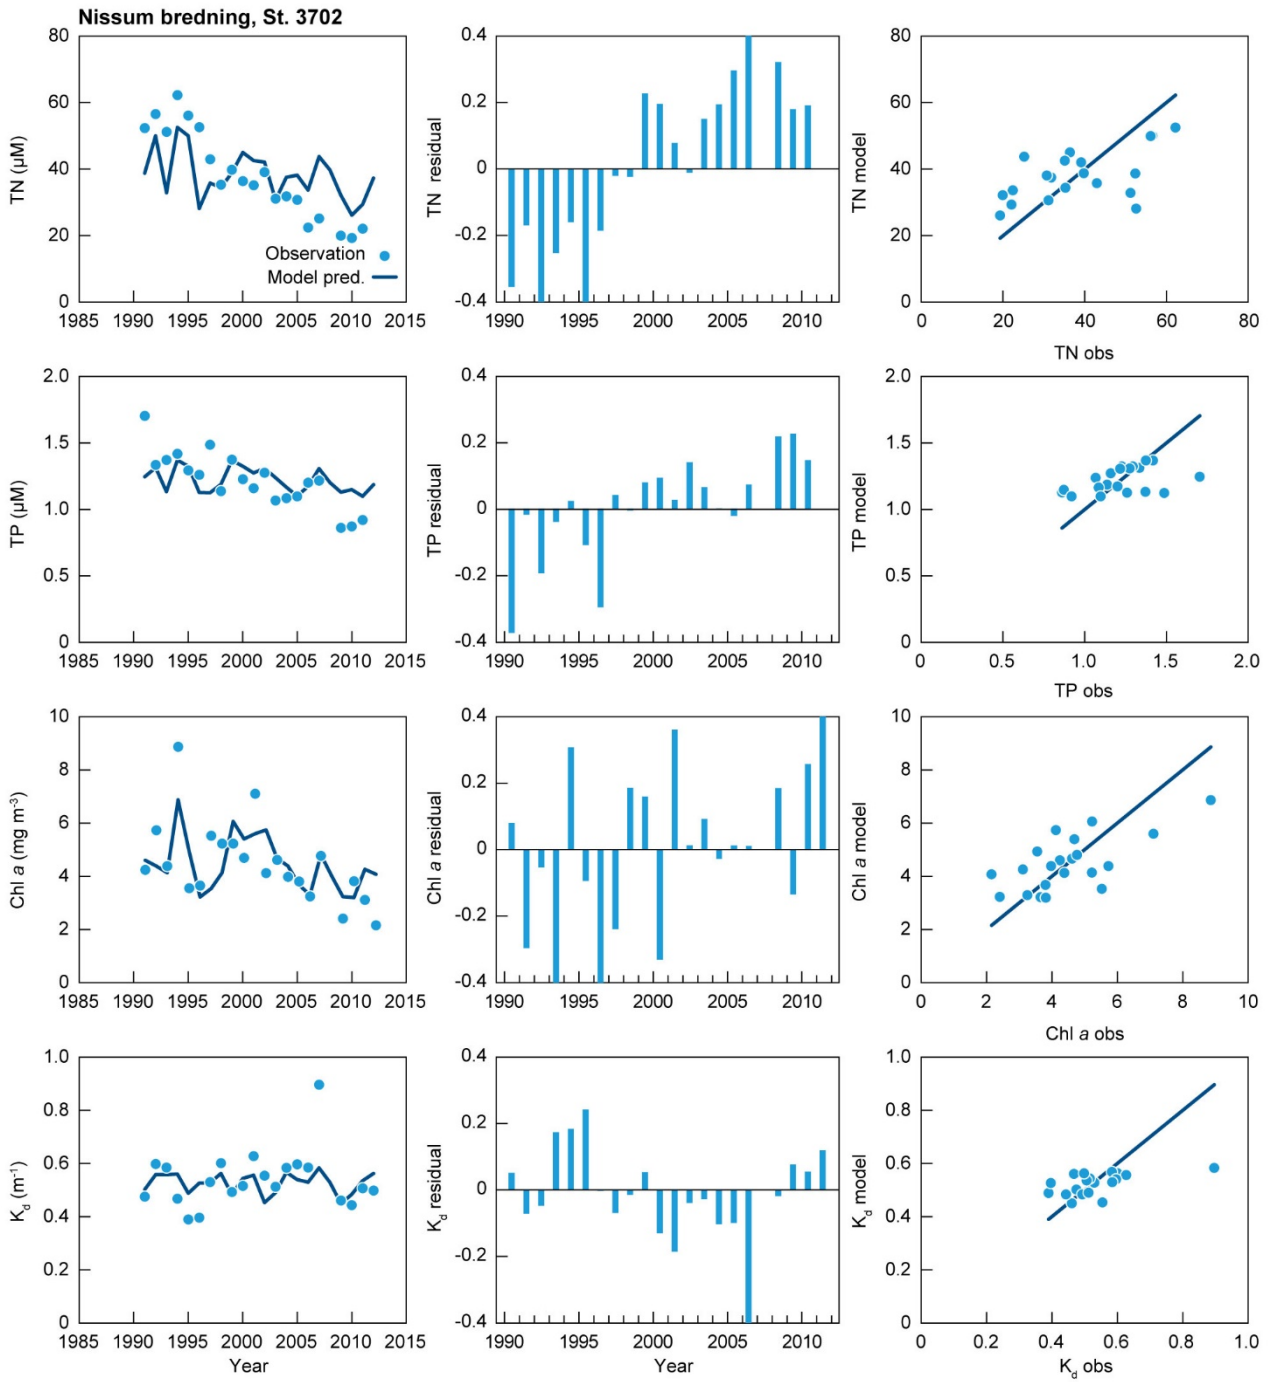 Nissum bredning, St. 3702
80
60
40
20
0
TN (µM)
Observation
Model pred.
1985 1990 1995 2000 2005 2010 2015
0.4
0.2
0
-0.2
-0.4
TN residual
1990 1995 2000 2005 2010
80
60
40
20
0
TN model
0 20 40 60 80
TN obs
2.0
1.5
1.0
0.5
0
TP (µM)
1985 1990 1995 2000 2005 2010 2015
0.4
0.2
0
-0.2
-0.4
TP residual
1990 1995 2000 2005 2010
2.0
1.5
1.0
0.5
0
TP model
0 0.5 1.0 1.5 2.0
TP obs
10
8
6
4
2
0
Chl a (mg m⁻³)
1985 1990 1995 2000 2005 2010 2015
0.4
0.2
0
-0.2
-0.4
Chl a residual
1990 1995 2000 2005 2010
10
8
6
4
2
0
Chl a model
0 2 4 6 8 10
Chl a obs
1.0
0.8
0.6
0.4
0.2
0
K_d (m⁻¹)
1985 1990 1995 2000 2005 2010 2015
Year
0.4
0.2
0
-0.2
-0.4
K_d residual
1990 1995 2000 2005 2010
Year
1.0
0.8
0.6
0.4
0.2
0
K_d model
0 0.2 0.4 0.6 0.8 1.0
K_d obs